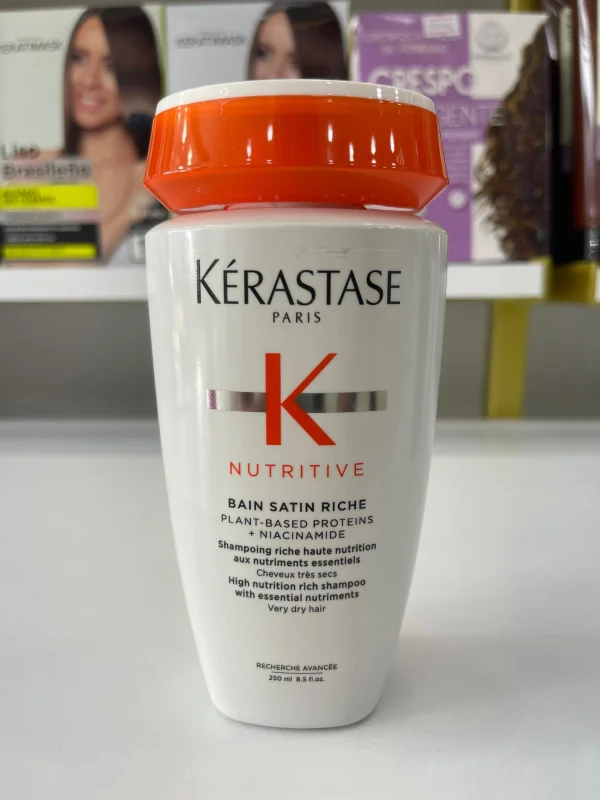 KERATIMASK
Liso
Brasileño
CRESPO
KÉRASTASE
PARIS
K
NUTRITIVE
BAIN SATIN RICHE
PLANT-BASED PROTEINS
+ NIACINAMIDE
Shampoing riche haute nutrition
aux nutriments essentiels
Cheveux très secs
High nutrition rich shampoo
with essential nutriments
Very dry hair
RECHERCHE AVANCÉE
250 ml 8.5 fl.oz.